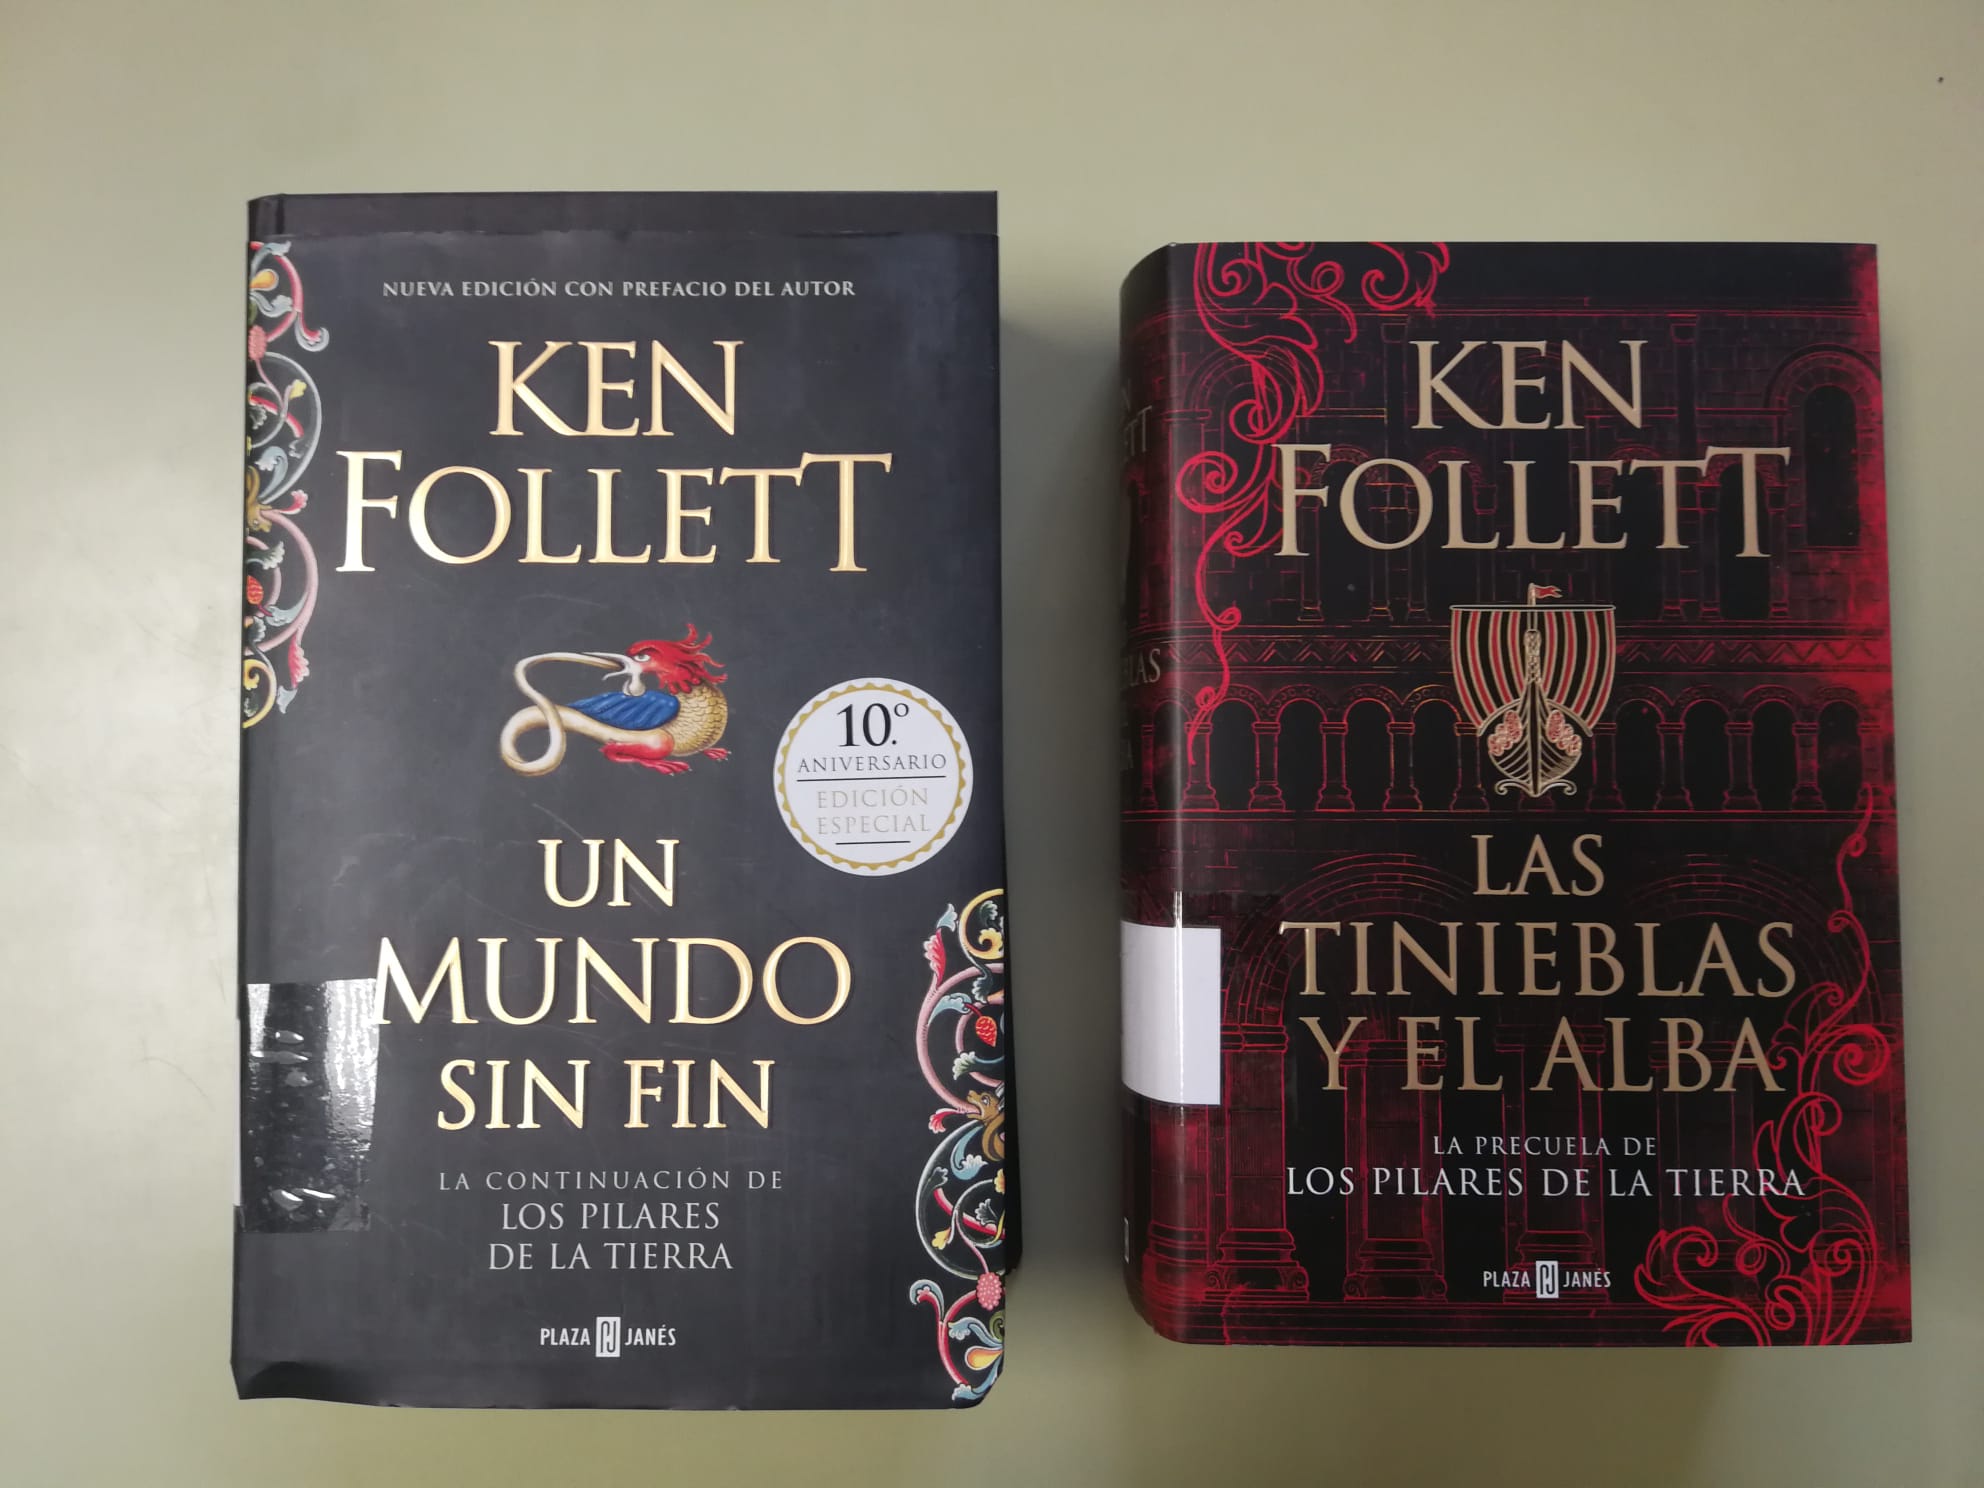 NUEVA EDICIÓN CON PREFACIO DEL AUTOR
KEN
FOLLETT
10.º
ANIVERSARIO
EDICIÓN
ESPECIAL
UN
MUNDO
SIN FIN
LA CONTINUACIÓN DE
LOS PILARES
DE LA TIERRA
PLAZA JANÉS
KEN
FOLLETT
LAS
TINIEBLAS
Y EL ALBA
LA PRECUELA DE
LOS PILARES DE LA TIERRA
PLAZA JANÉS